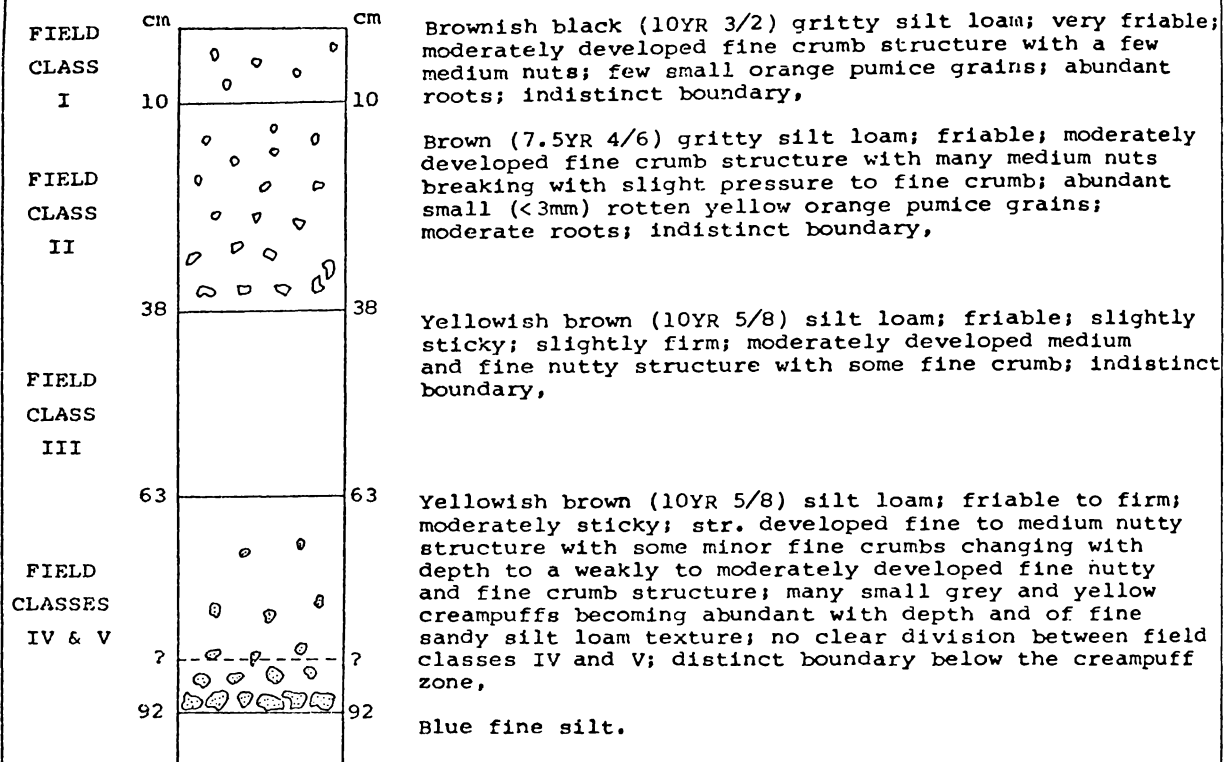 cm
cm
FIELD
CLASS
I
10
10
Brownish black (10YR 3/2) gritty silt loam; very friable;
moderately developed fine crumb structure with a few
medium nuts; few small orange pumice grains; abundant
roots; indistinct boundary,
FIELD
CLASS
II
38
38
Brown (7.5YR 4/6) gritty silt loam; friable; moderately
developed fine crumb structure with many medium nuts
breaking with slight pressure to fine crumb; abundant
small (<3mm) rotten yellow orange pumice grains;
moderate roots; indistinct boundary,
FIELD
CLASS
III
63
63
Yellowish brown (10YR 5/8) silt loam; friable; slightly
sticky; slightly firm; moderately developed medium
and fine nutty structure with some fine crumb; indistinct
boundary,
FIELD
CLASSES
IV & V
?
?
92
92
Yellowish brown (10YR 5/8) silt loam; friable to firm;
moderately sticky; str. developed fine to medium nutty
structure with some minor fine crumbs changing with
depth to a weakly to moderately developed fine nutty
and fine crumb structure; many small grey and yellow
creampuffs becoming abundant with depth and of fine
sandy silt loam texture; no clear division between field
classes IV and V; distinct boundary below the creampuff
zone,
Blue fine silt.